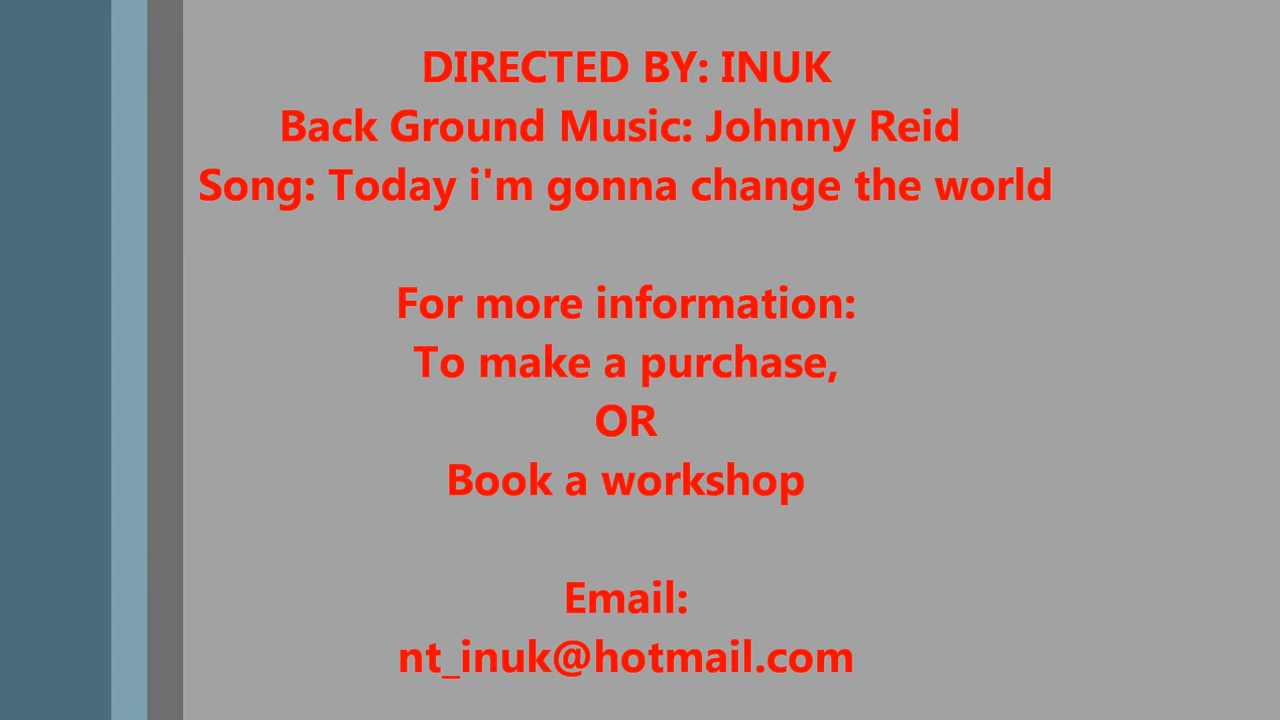 DIRECTED BY: INUK
Back Ground Music: Johnny Reid
Song: Today i'm gonna change the world
For more information:
To make a purchase,
OR
Book a workshop
Email:
nt_inuk@hotmail.com